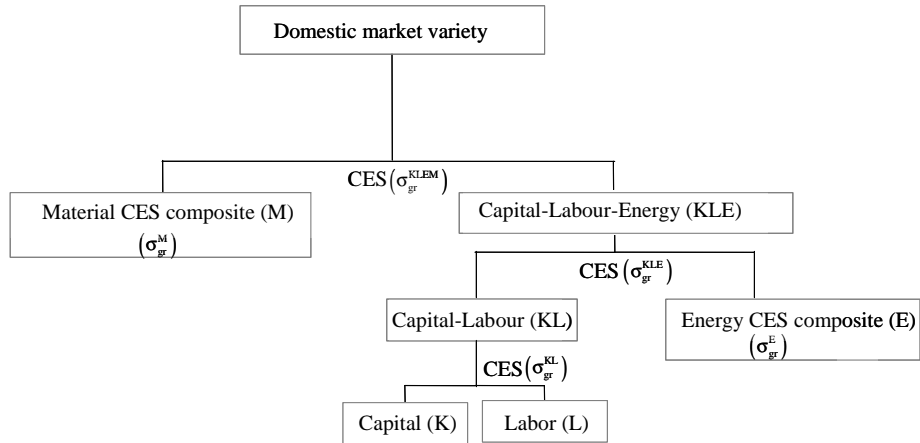 Domestic market variety
CES(σ_gr^KLEM)
Material CES composite (M)
(σ_gr^M)
Capital-Labour-Energy (KLE)
CES(σ_gr^KLE)
Capital-Labour (KL)
Energy CES composite (E)
(σ_gr^E)
CES(σ_gr^KL)
Capital (K)
Labor (L)